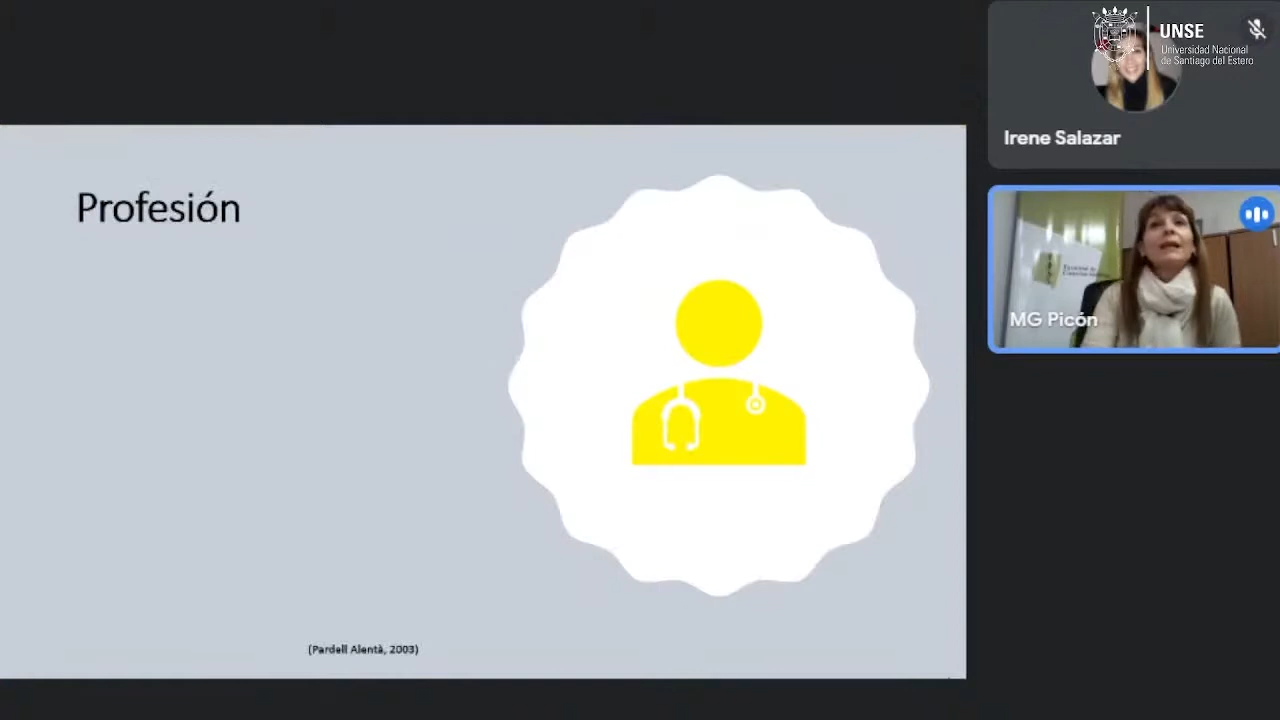 Profesión
(Pardell Alentà, 2003)
UNSE
Universidad Nacional
de Santiago del Estero
Irene Salazar
MG Picón